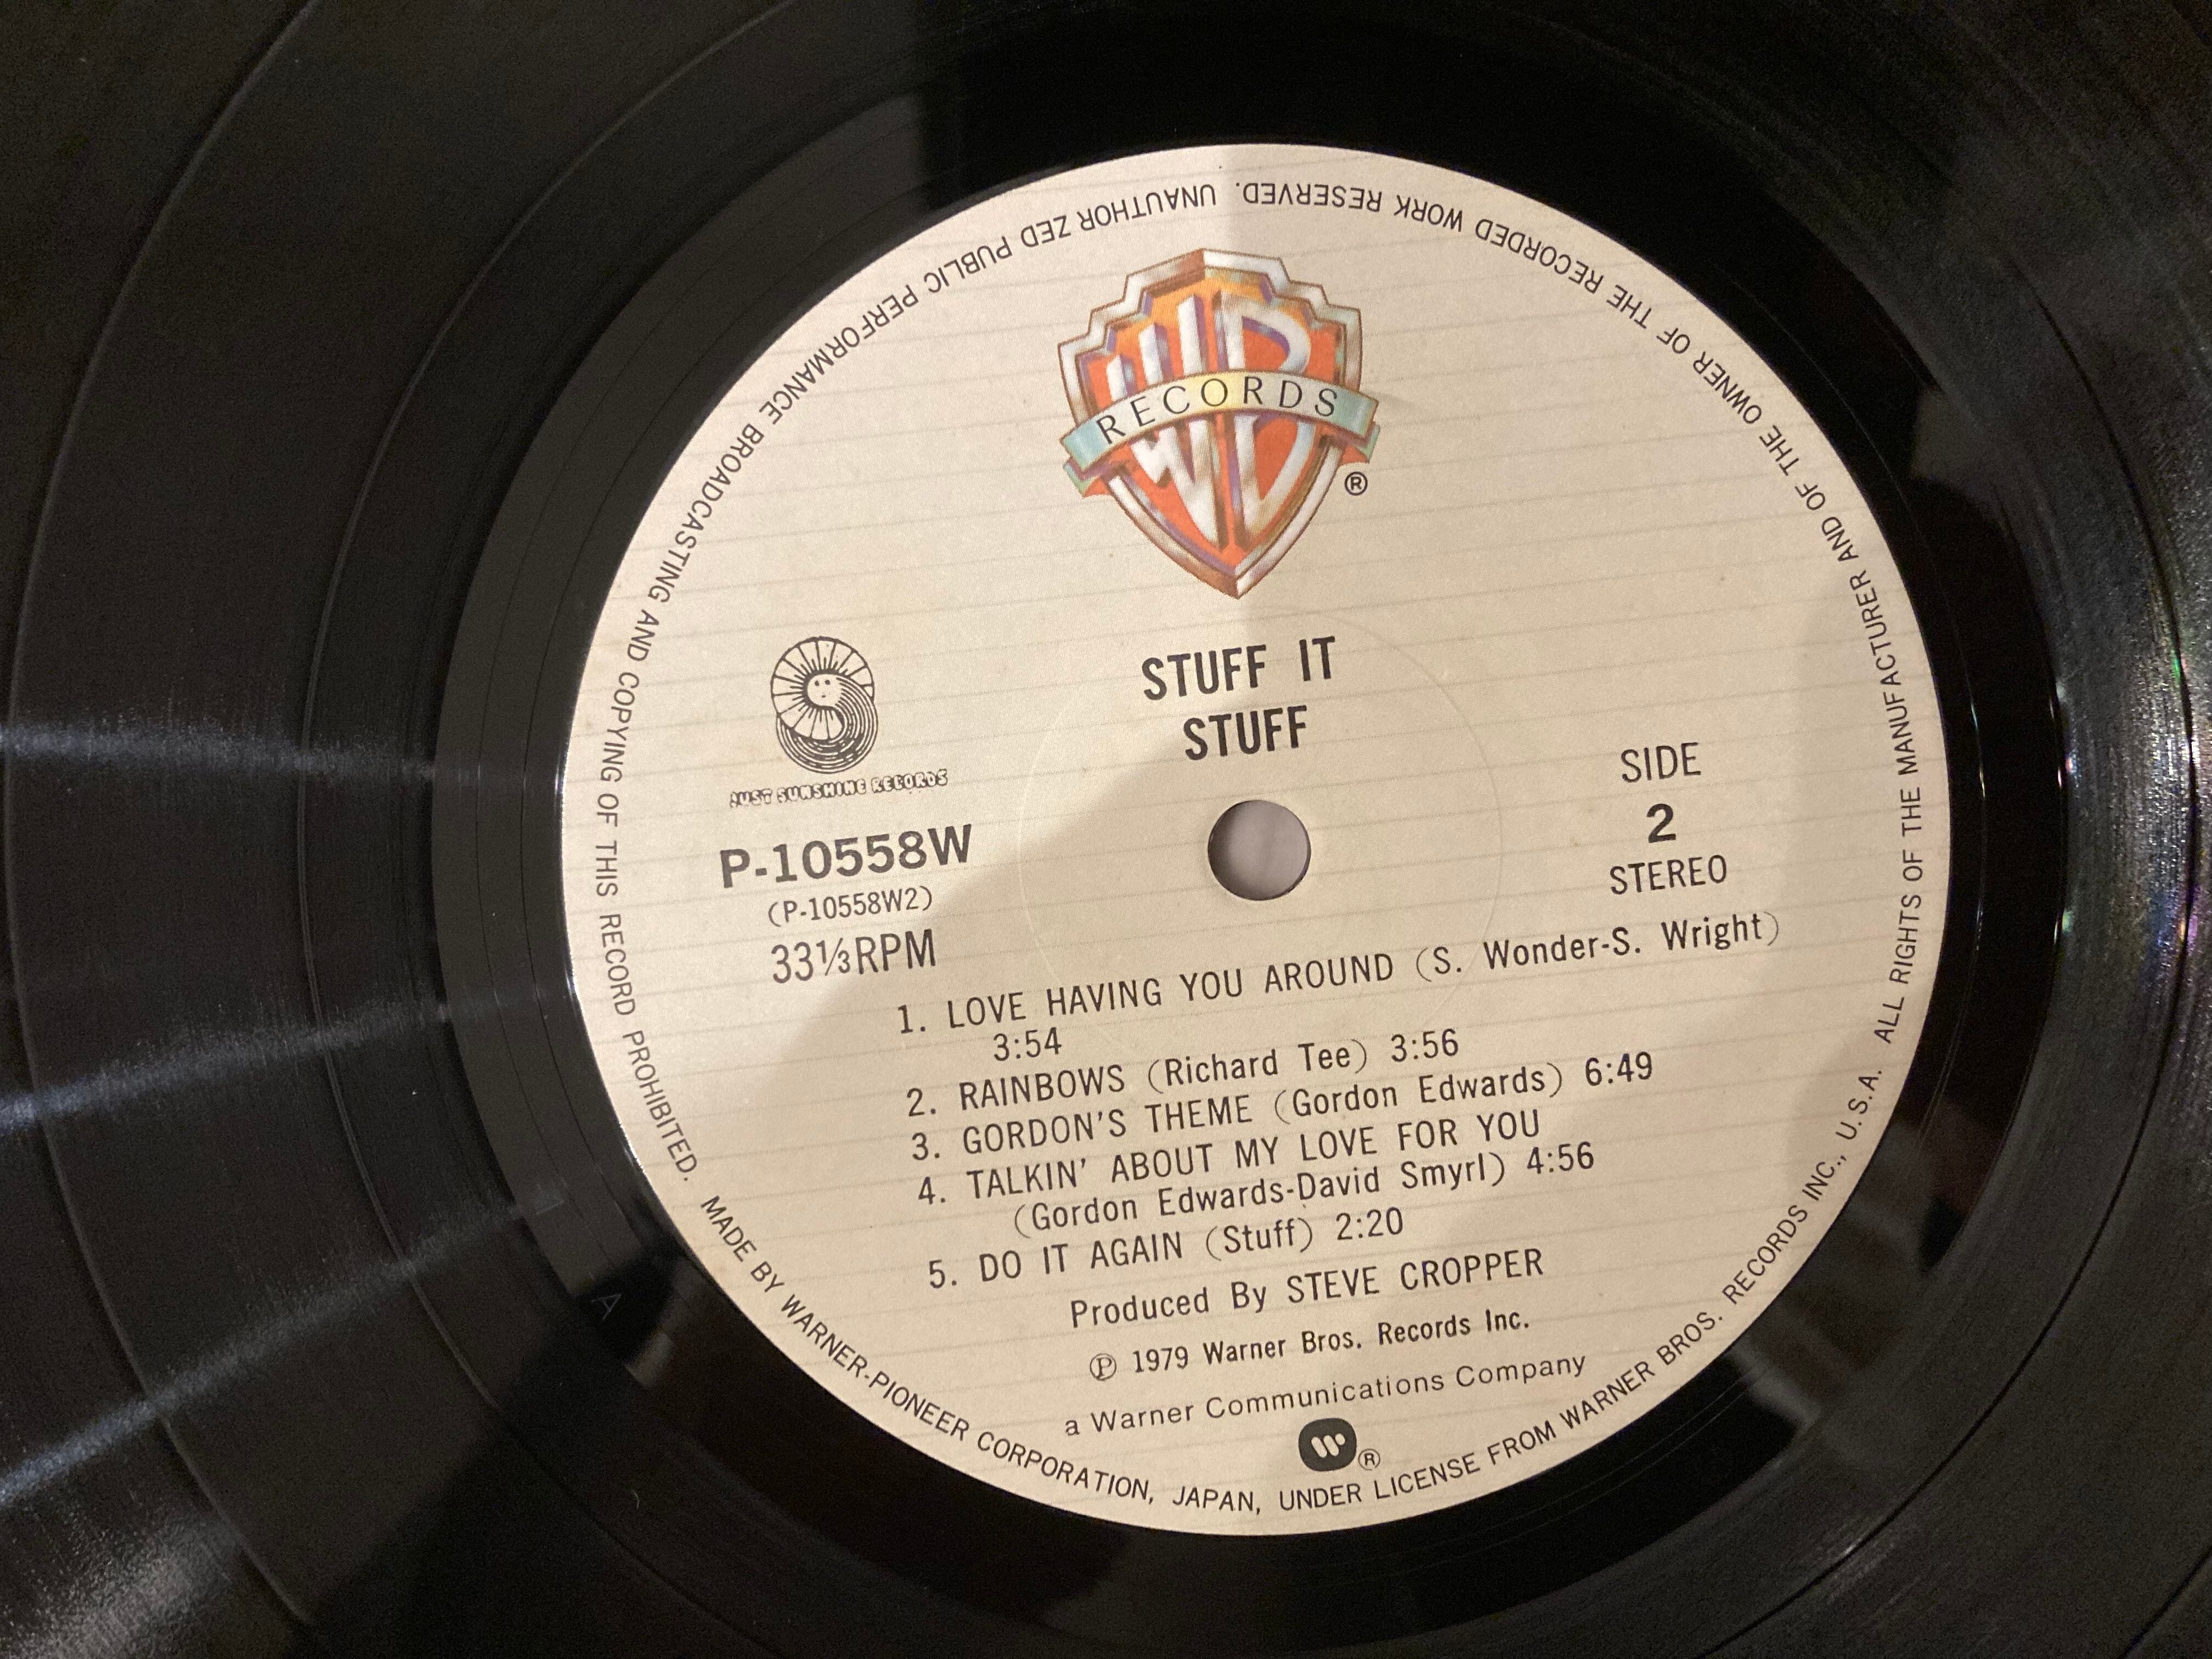 WB
RECORDS
®
STUFF IT
STUFF
JUST SUNSHINE RECORDS
P-10558W
(P-10558W2)
33⅓RPM
SIDE
2
STEREO
1. LOVE HAVING YOU AROUND (S. Wonder-S. Wright)
3:54
2. RAINBOWS (Richard Tee) 3:56
3. GORDON'S THEME (Gordon Edwards) 6:49
4. TALKIN' ABOUT MY LOVE FOR YOU
(Gordon Edwards-David Smyrl) 4:56
5. DO IT AGAIN (Stuff) 2:20
Produced By STEVE CROPPER
Ⓟ 1979 Warner Bros. Records Inc.
a Warner Communications Company
W®
MADE BY WARNER-PIONEER CORPORATION, JAPAN, UNDER LICENSE FROM WARNER BROS. RECORDS INC., U.S.A. ALL RIGHTS OF THE MANUFACTURER AND OF THE OWNER OF THE RECORDED WORK RESERVED. UNAUTHOR ZED PUBLIC PERFORMANCE BROADCASTING AND COPYING OF THIS RECORD PROHIBITED.
A